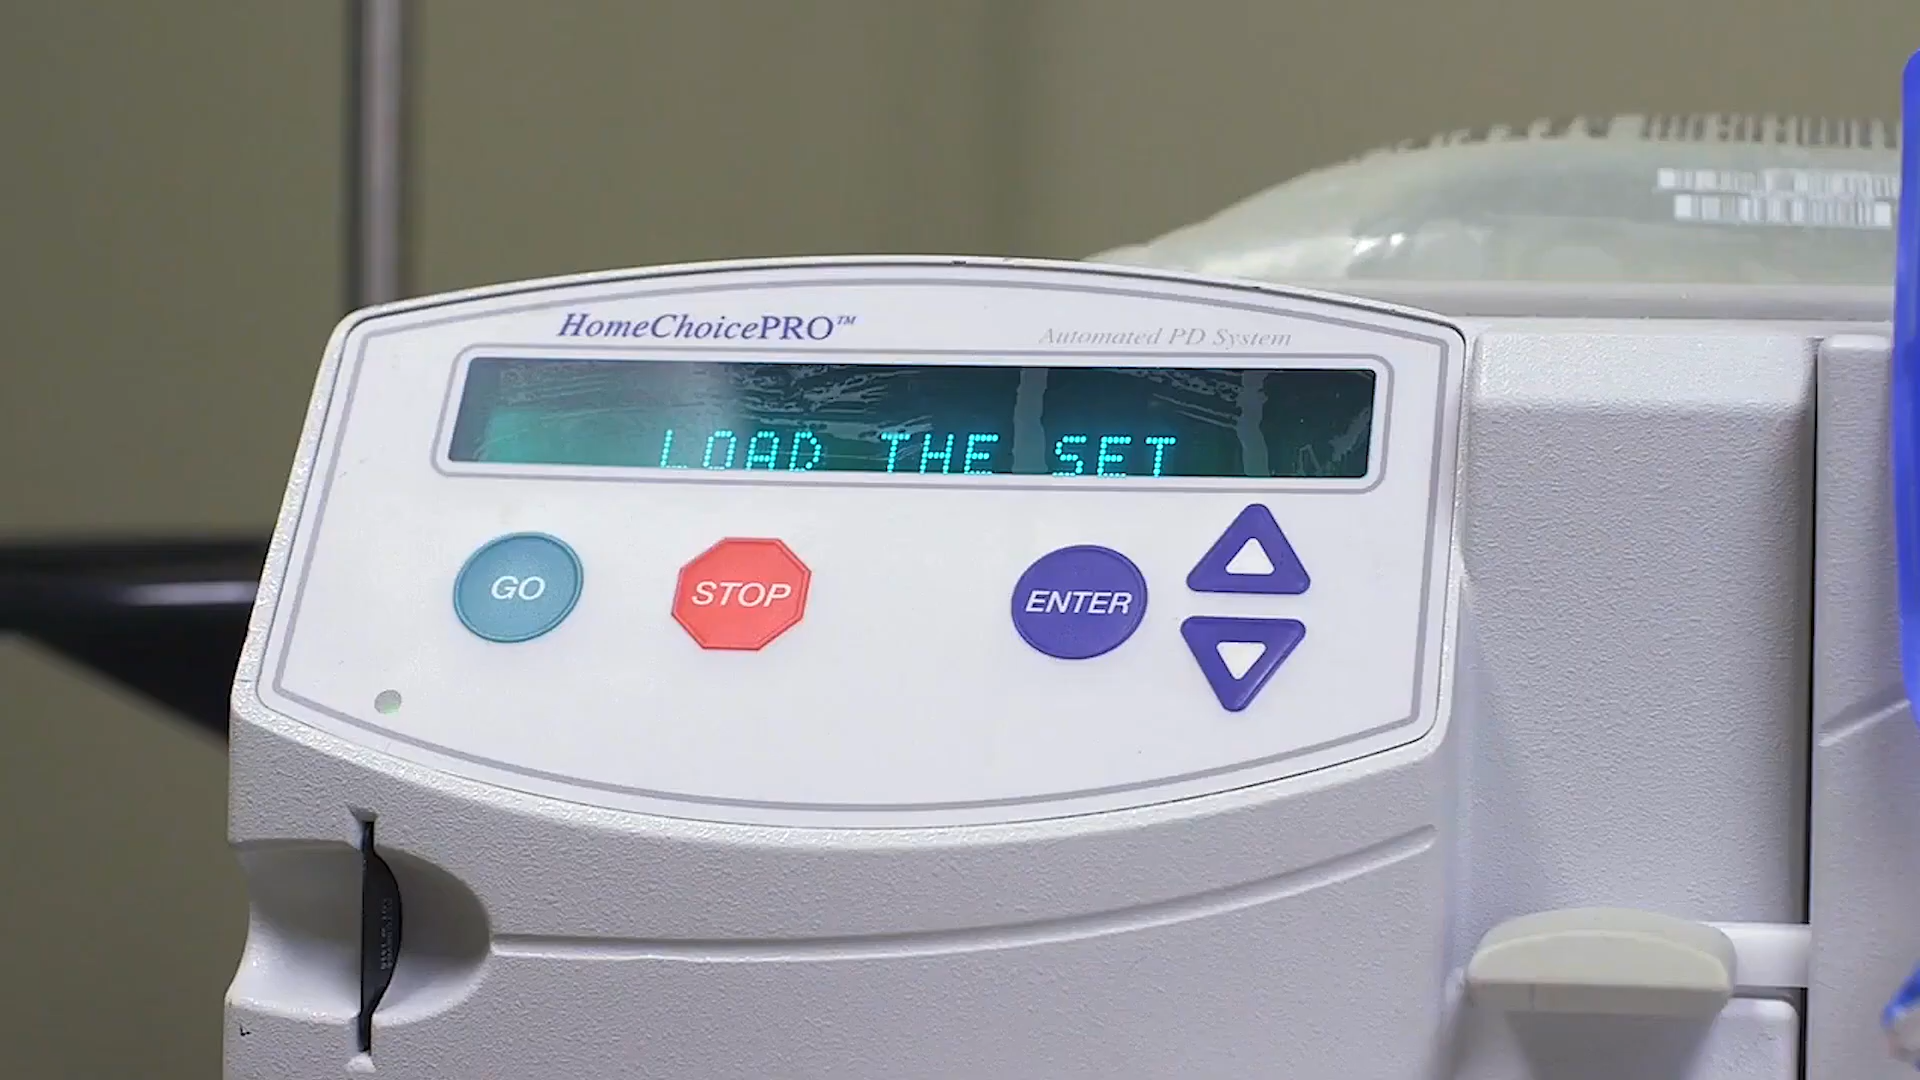 HomeChoicePRO™
Automated PD System
LOAD THE SET
GO
STOP
ENTER